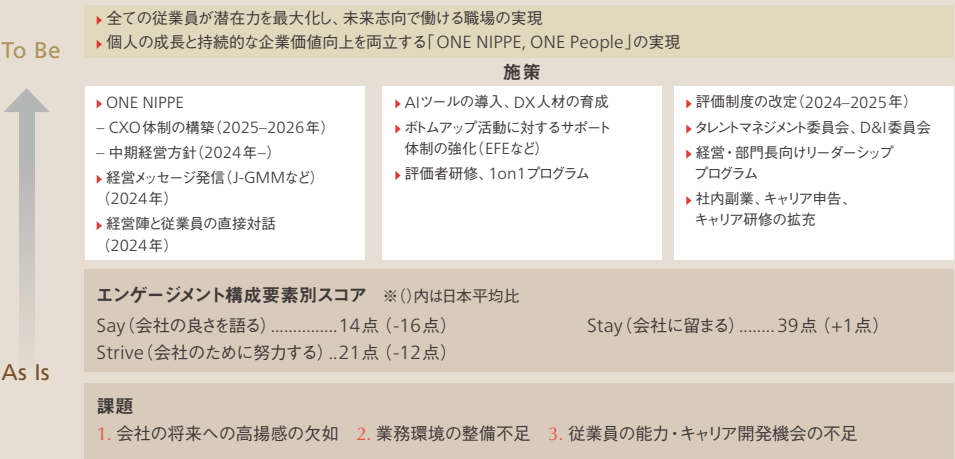 ▶全ての従業員が潜在力を最大化し、未来志向で働ける職場の実現
▶個人の成長と持続的な企業価値向上を両立する「ONE NIPPE, ONE People」の実現
To Be
施策
▶ONE NIPPE
– CXO体制の構築（2025–2026年）
– 中期経営方針（2024年–）
▶経営メッセージ発信（J-GMMなど）
（2024年）
▶経営陣と従業員の直接対話
（2024年）
▶AIツールの導入、DX人材の育成
▶ボトムアップ活動に対するサポート
体制の強化（EFEなど）
▶評価者研修、1on1プログラム
▶評価制度の改定（2024–2025年）
▶タレントマネジメント委員会、D&I委員会
▶経営・部門長向けリーダーシップ
プログラム
▶社内副業、キャリア申告、
キャリア研修の拡充
エンゲージメント構成要素別スコア ※（）内は日本平均比
Say（会社の良さを語る）...............14点（-16点）
Stay（会社に留まる）........39点（+1点）
Strive（会社のために努力する）..21点（-12点）
As Is
課題
1. 会社の将来への高揚感の欠如 2. 業務環境の整備不足 3. 従業員の能力・キャリア開発機会の不足